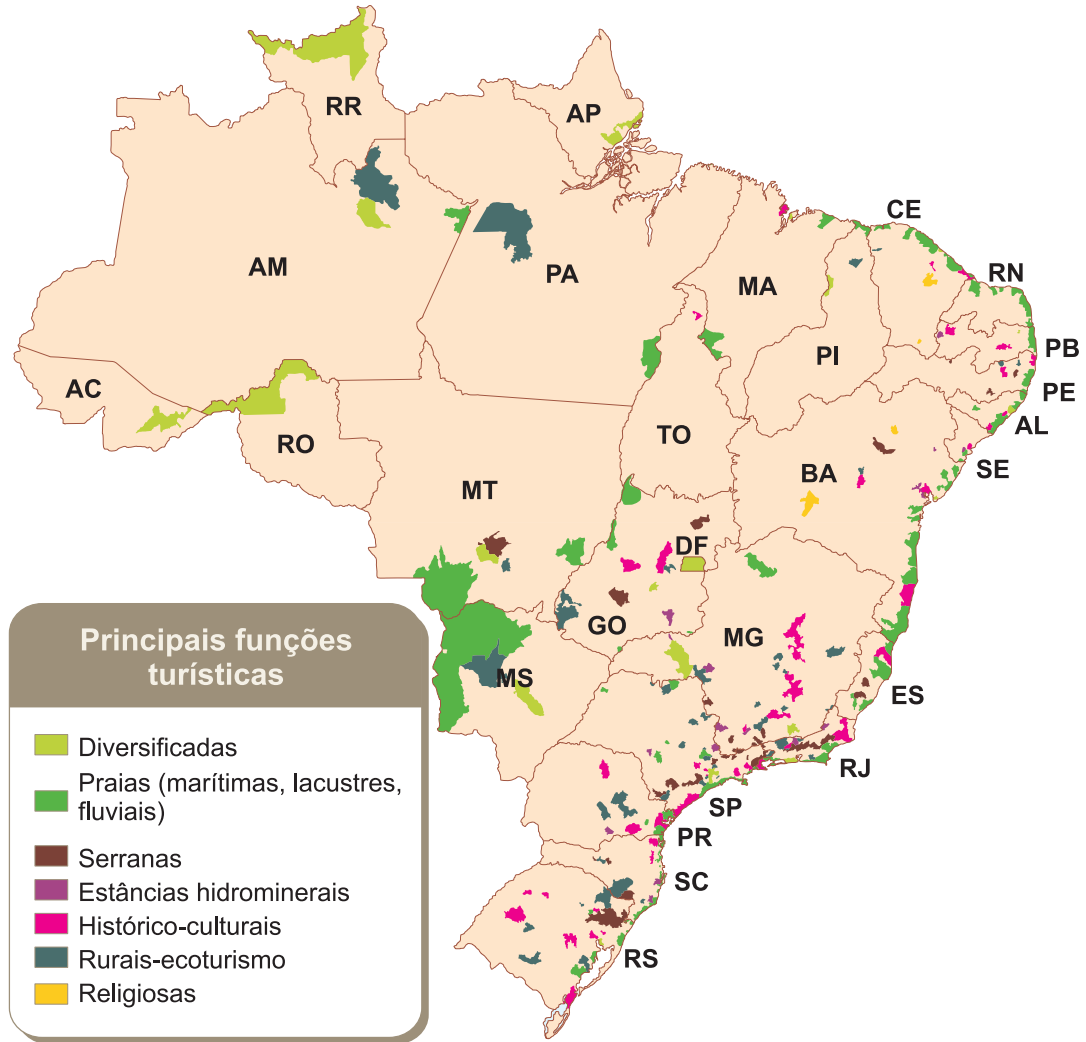 RR
AP
AM
PA
MA
CE
RN
PB
PE
AL
SE
PI
AC
RO
TO
BA
MT
DF
GO
MG
MS
ES
RJ
SP
PR
SC
RS
Principais funções
turísticas
Diversificadas
Praias (marítimas, lacustres,
fluviais)
Serranas
Estâncias hidrominerais
Histórico-culturais
Rurais-ecoturismo
Religiosas